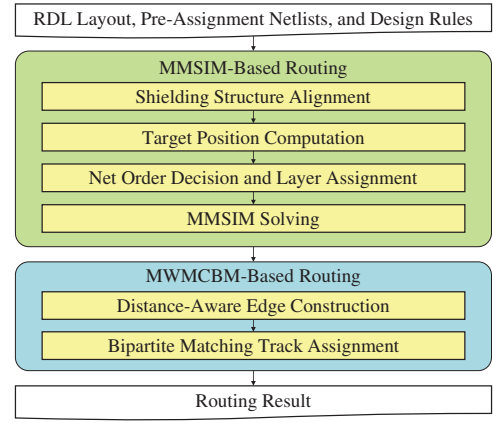 RDL Layout, Pre-Assignment Netlists, and Design Rules
MMSIM-Based Routing
Shielding Structure Alignment
Target Position Computation
Net Order Decision and Layer Assignment
MMSIM Solving
MWMCBM-Based Routing
Distance-Aware Edge Construction
Bipartite Matching Track Assignment
Routing Result